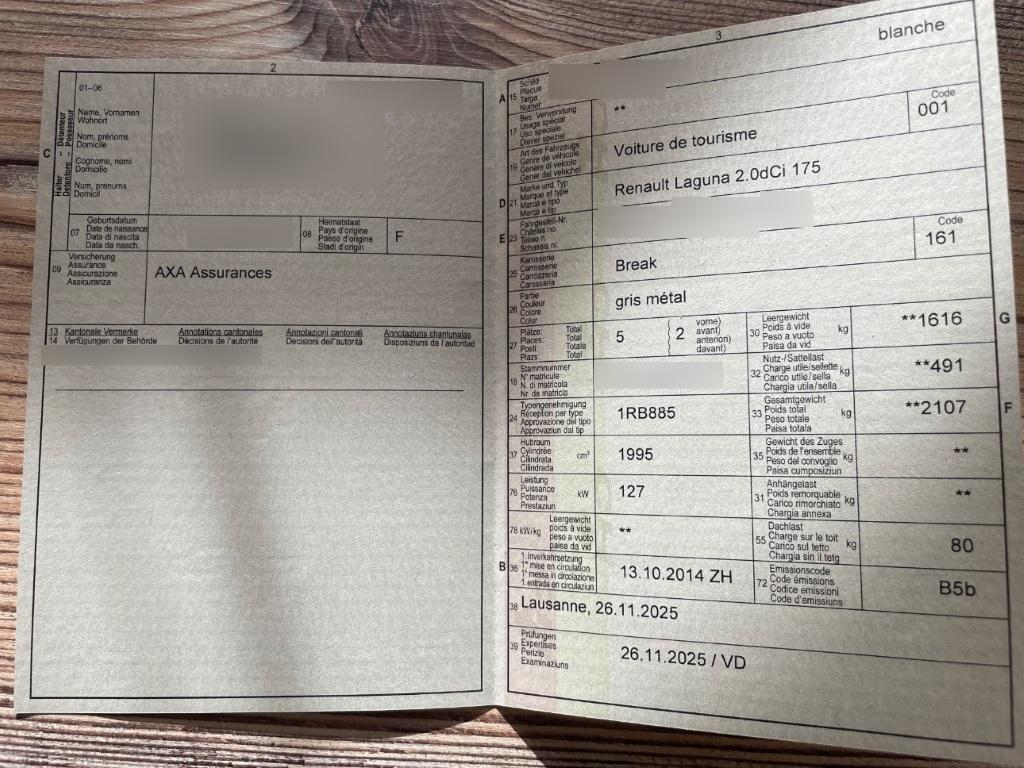 2
01–06
Halter Détenteur
Detentori Possessur
C
Name, Vornamen
Wohnort
Nom, prénoms
Domicile
Cognome, nomi
Domicilio
Num, prenums
Domicil
07
Geburtsdatum
Date de naissance
Data di nascita
Data da nasch.
08
Heimatstaat
Pays d'origine
Paese d'origine
Stadi d'origin
F
09
Versicherung
Assurance
Assicurazione
Assicuranza
AXA Assurances
13 Kantonale Vermerke Annotations cantonales Annotazioni cantonali Annotaziuns chantunalas
14 Verfügungen der Behörde Décisions de l'autorité Decisioni dell'autorità Disposiziuns da l'autoritad
3
blanche
A 15
Schild
Plaque
Targa
Numer
17
Bes. Verwendung
Usage spécial
Uso speciale
Diever spezial
**
19
Art des Fahrzeugs
Genre de véhicule
Genere di veicolo
Gener dal vehichel
Voiture de tourisme
Code
001
D 21
Marke und Typ
Marque et type
Marca e tipo
Marca e tip
Renault Laguna 2.0dCi 175
E 23
Fahrgestell-Nr.
Châssis no
Telaio n.
Schassis nr.
25
Karosserie
Carrosserie
Carrozzeria
Carossaria
Break
Code
161
26
Farbe
Couleur
Colore
Colur
gris métal
27
Plätze: Total
Places: Total
Posti: Totale
Plazs: Total
5
2
vorne)
avant)
anteriori)
davant)
30
Leergewicht
Poids à vide
Peso a vuoto
Paisa da vid
kg
**1616
G
18
Stammnummer
N° matricule
N. di matricola
Nr. da matricla
32
Nutz-/Sattellast
Charge utile/sellette
Carico utile/sella
Chargia utila/sella
kg
**491
24
Typengenehmigung
Réception par type
Approvazione del tipo
Approvaziun dal tip
1RB885
33
Gesamtgewicht
Poids total
Peso totale
Paisa totala
kg
**2107
F
37
Hubraum
Cylindrée
Cilindrata
Cilindrada
cm³
1995
35
Gewicht des Zuges
Poids de l'ensemble
Peso del convoglio
Paisa cumposiziun
kg
**
76
Leistung
Puissance
Potenza
Prestaziun
kW
127
31
Anhängelast
Poids remorquable
Carico rimorchiato
Chargia annexa
kg
**
78 kW/kg
Leergewicht
poids à vide
peso a vuoto
paisa da vid
**
55
Dachlast
Charge sur le toit
Carico sul tetto
Chargia sin il tetg
kg
80
B 36
1. Inverkehrsetzung
1re mise en circulation
1a messa in circolazione
1 entrada en circulaziun
13.10.2014 ZH
72
Emissionscode
Code émissions
Codice emissioni
Code d'emissiuns
B5b
38 Lausanne, 26.11.2025
39
Prüfungen
Expertises
Perizie
Examinaziuns
26.11.2025 / VD